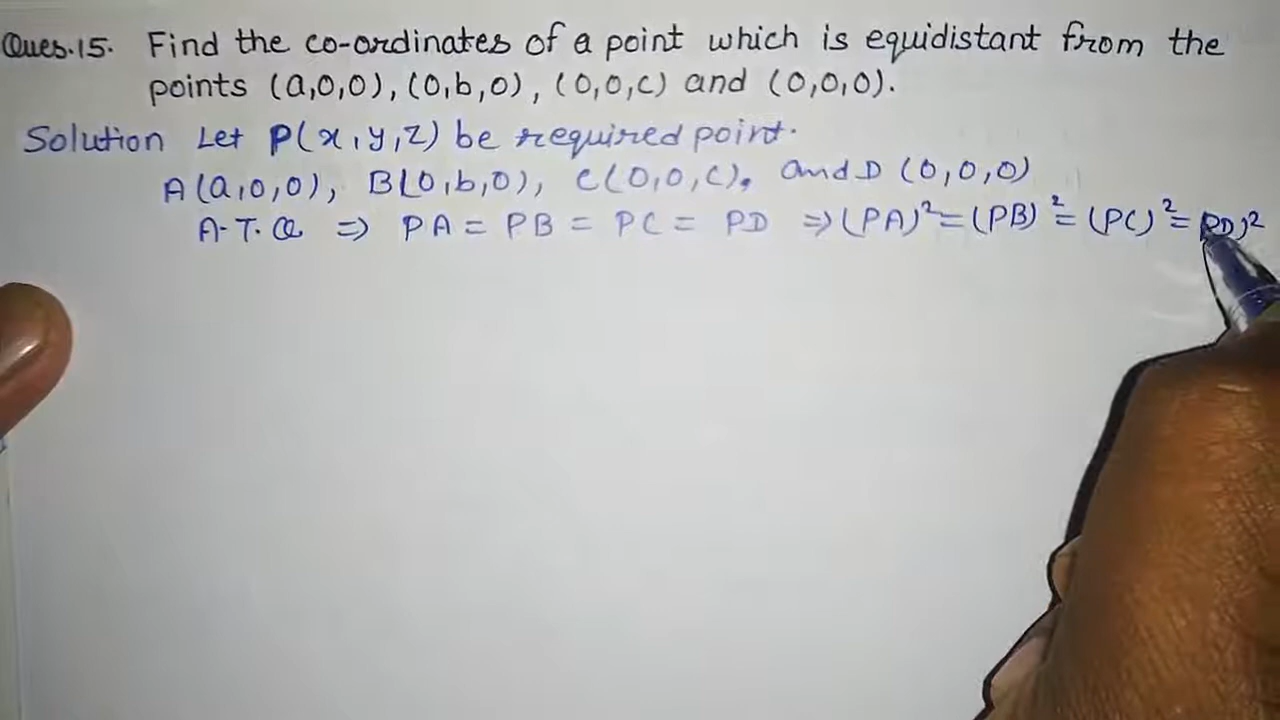 Ques.15. Find the co-ordinates of a point which is equidistant from the
points (a,0,0), (0,b,0), (0,0,c) and (0,0,0).
Solution Let P(x,y,z) be required point.
A(a,0,0), B(0,b,0), C(0,0,c), and D (0,0,0)
A.T.Q ⇒ PA = PB = PC = PD ⇒ (PA)² = (PB)² = (PC)² = PD)²